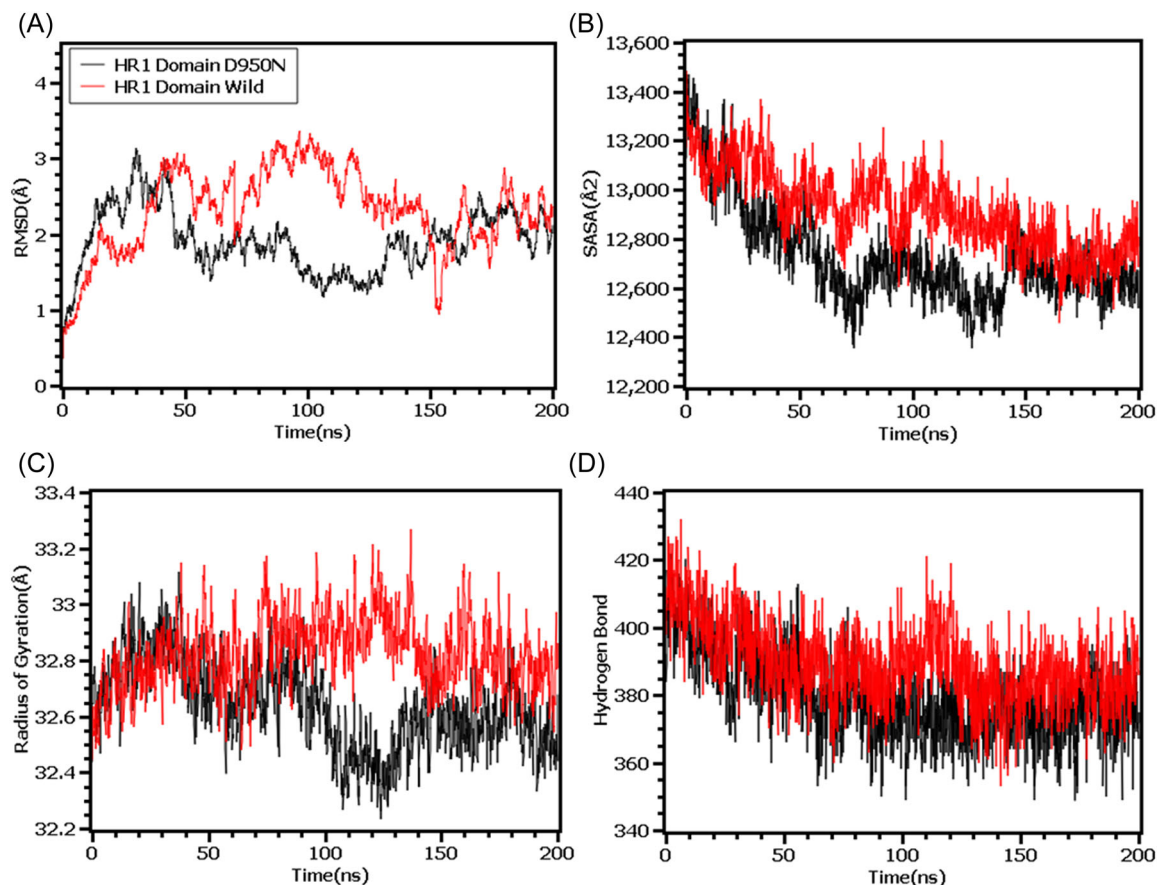 (A)
RMSD(Å)
4
3
2
1
0
HR1 Domain D950N
HR1 Domain Wild
0 50 100 150 200
Time(ns)
(B)
SASA(Å2)
13,600
13,400
13,200
13,000
12,800
12,600
12,400
12,200
0 50 100 150 200
Time(ns)
(C)
Radius of Gyration(Å)
33.4
33.2
33
32.8
32.6
32.4
32.2
0 50 100 150 200
Time(ns)
(D)
Hydrogen Bond
440
420
400
380
360
340
0 50 100 150 200
Time(ns)